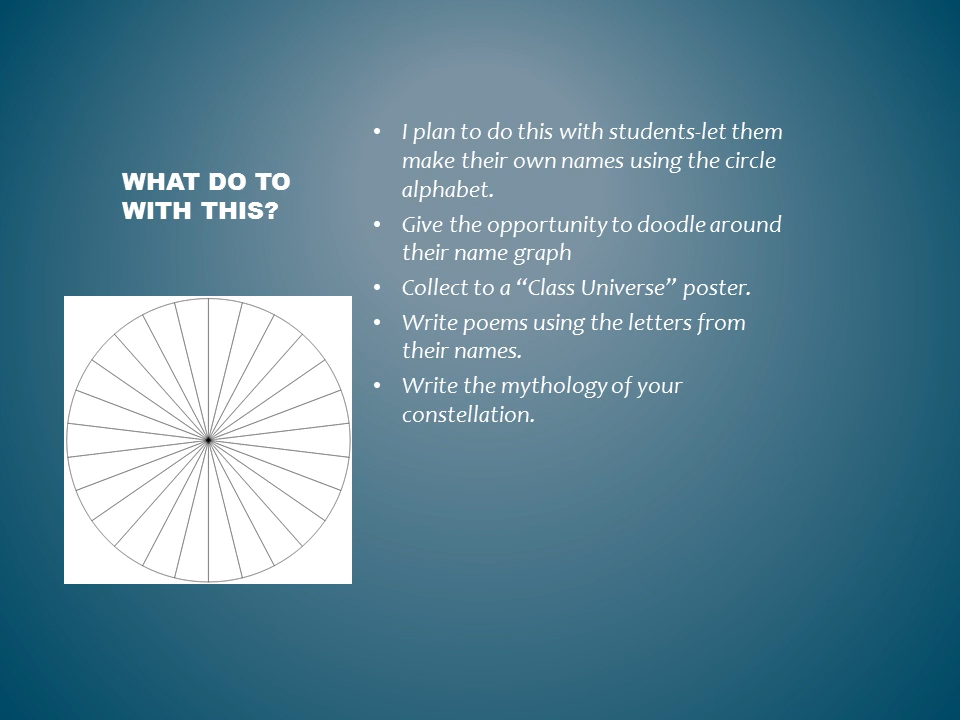 WHAT DO TO
WITH THIS?
• I plan to do this with students-let them
make their own names using the circle
alphabet.
• Give the opportunity to doodle around
their name graph
• Collect to a “Class Universe” poster.
• Write poems using the letters from
their names.
• Write the mythology of your
constellation.